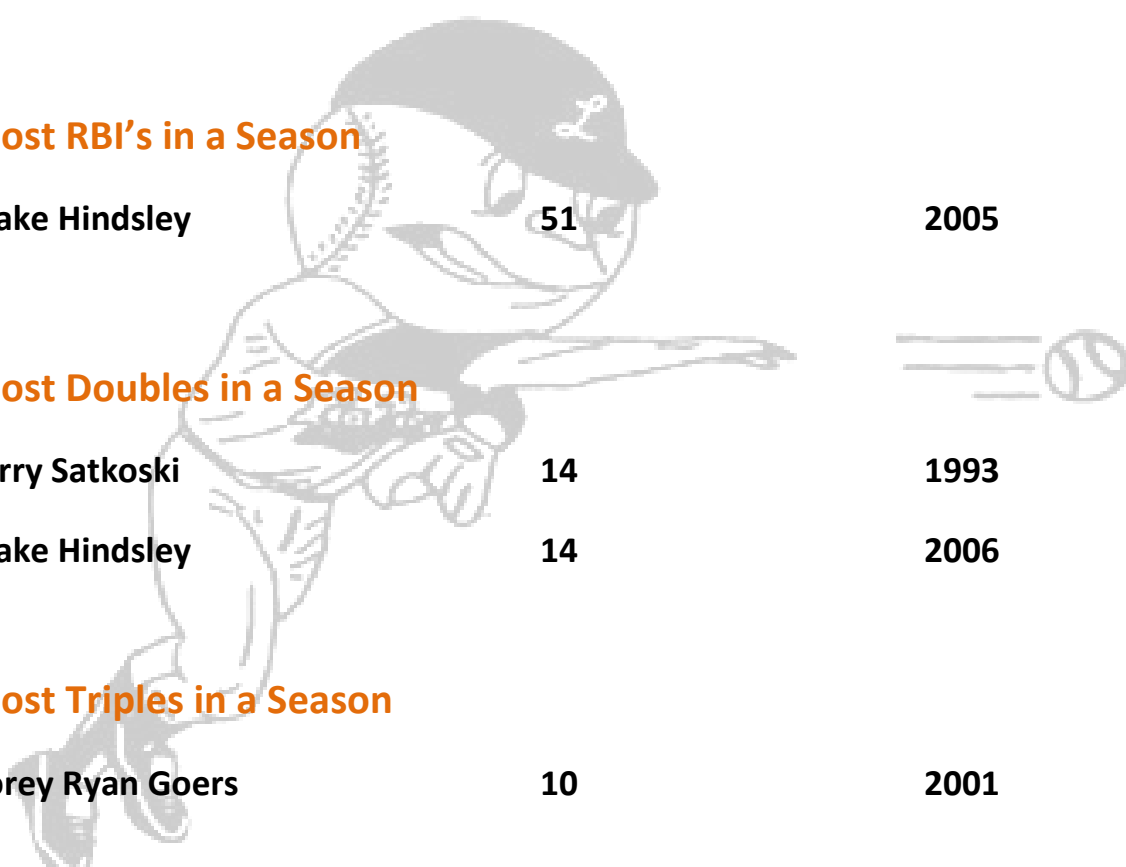 ost RBI’s in a Season
ake Hindsley 51 2005
ost Doubles in a Season
rry Satkoski 14 1993
ake Hindsley 14 2006
ost Triples in a Season
orey Ryan Goers 10 2001
L